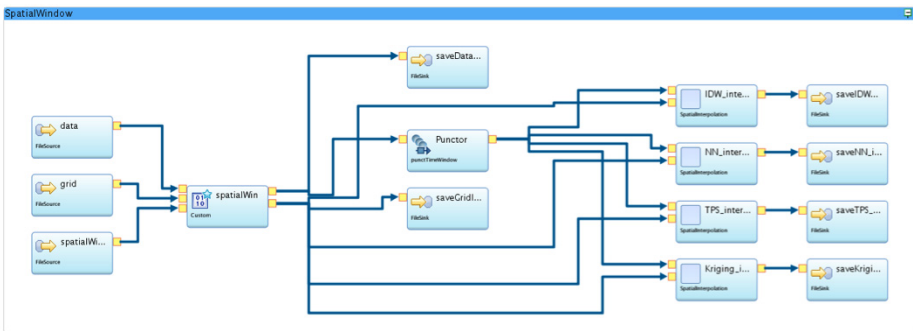 SpatialWindow
saveData...
FileSink
IDW_inte...
SpatialInterpolation
saveIDW...
FileSink
data
FileSource
Punctor
punctTimeWindow
NN_inter...
SpatialInterpolation
saveNN_i...
FileSink
grid
FileSource
spatialWin
Custom
saveGridI...
FileSink
TPS_inter...
SpatialInterpolation
saveTPS_...
FileSink
spatialWi...
FileSource
Kriging_i...
SpatialInterpolation
saveKrigi...
FileSink